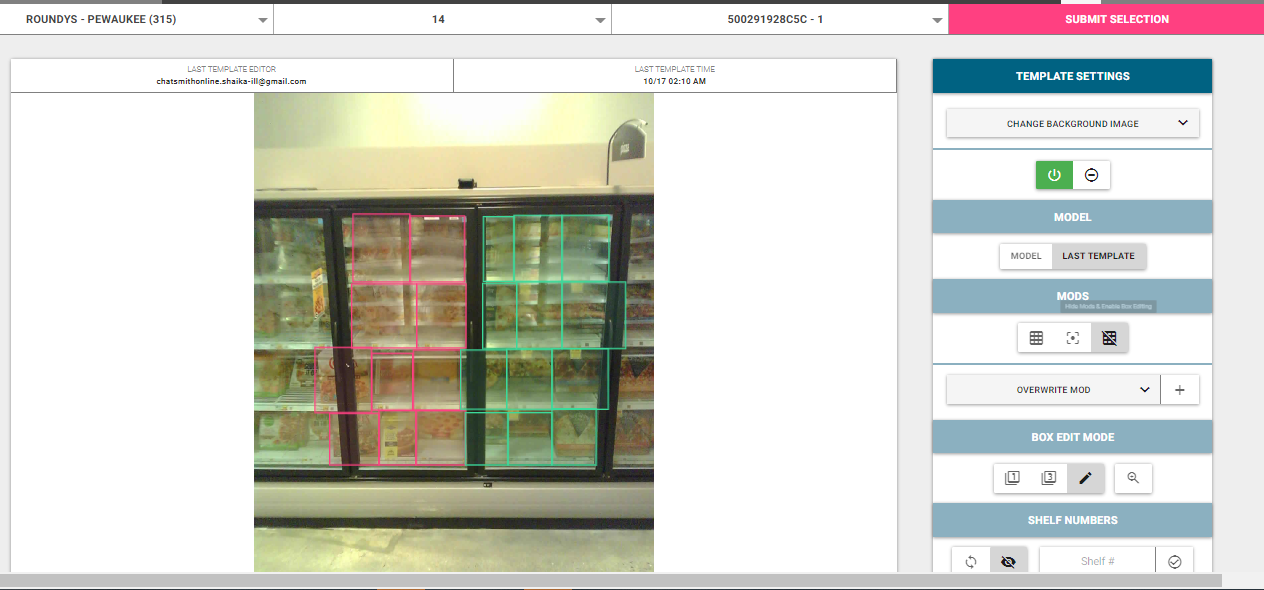 ROUNDYS - PEWAUKEE (315)
14
500291928C5C - 1
SUBMIT SELECTION
LAST TEMPLATE EDITOR
chatsmithonline.shaika-ill@gmail.com
LAST TEMPLATE TIME
10/17 02:10 AM
TEMPLATE SETTINGS
CHANGE BACKGROUND IMAGE
MODEL
MODEL
LAST TEMPLATE
MODS
Hide Mods & Enable Box Editing
OVERWRITE MOD
BOX EDIT MODE
1
3
SHELF NUMBERS
Shelf #